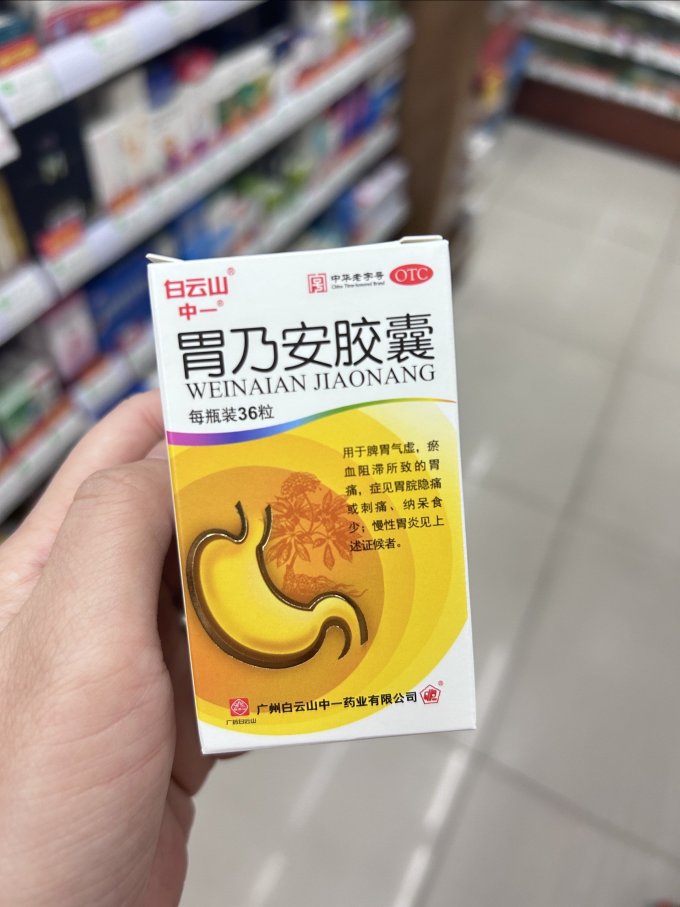 白云山®
中一®
中华老字号
China Time-honored Brand
OTC
胃乃安胶囊
WEINAIAN JIAONANG
每瓶装36粒
用于脾胃气虚，瘀
血阻滞所致的胃
痛，症见胃脘隐痛
或刺痛、纳呆食
少；慢性胃炎见上
述证候者。
广药白云山
广州白云山中一药业有限公司
®